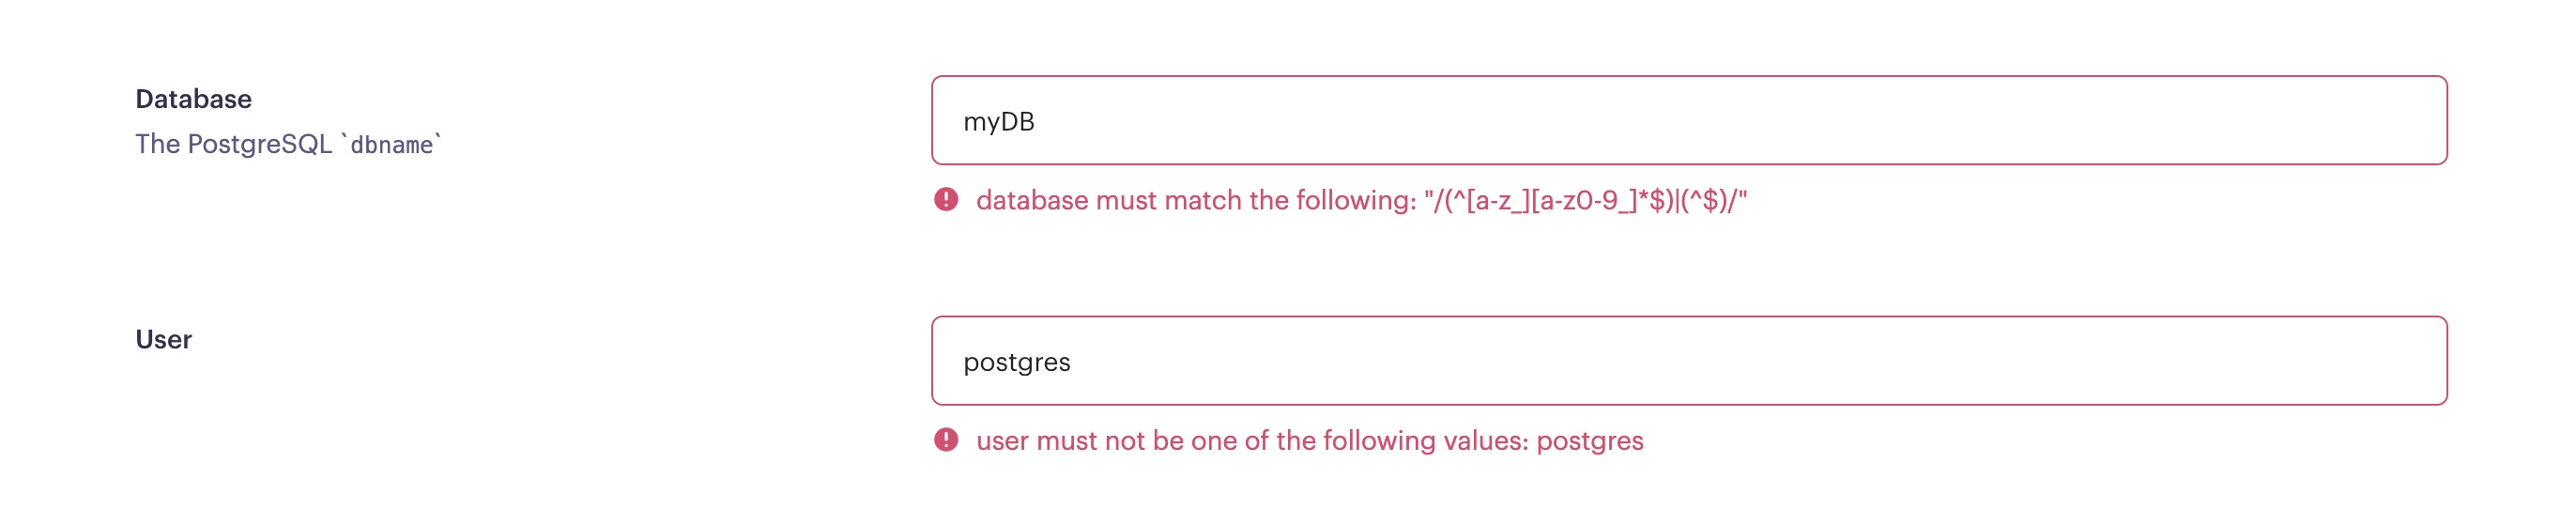 Database
The PostgreSQL `dbname`
myDB
database must match the following: "/(^[a-z_][a-z0-9_]*$)|(^$)/"
User
postgres
user must not be one of the following values: postgres